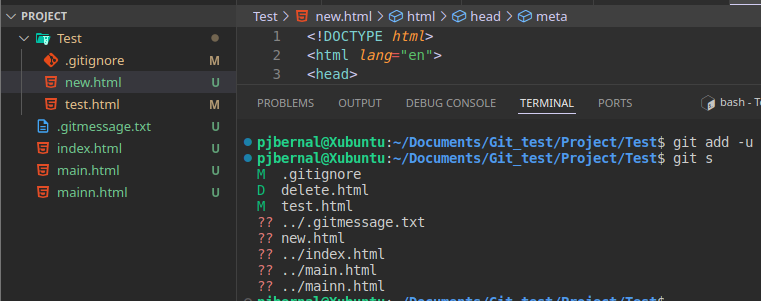 PROJECT
Test
.gitignore M
new.html U
test.html M
.gitmessage.txt U
index.html U
main.html U
mainn.html U
Test > new.html > html > head > meta
1 <!DOCTYPE html>
2 <html lang="en">
3 <head>
PROBLEMS OUTPUT DEBUG CONSOLE TERMINAL PORTS bash - Te
pjbernal@Xubuntu:~/Documents/Git_test/Project/Test$ git add -u
pjbernal@Xubuntu:~/Documents/Git_test/Project/Test$ git s
M .gitignore
D delete.html
M test.html
?? ../.gitmessage.txt
?? new.html
?? ../index.html
?? ../main.html
?? ../mainn.html
pjbernal@Xubuntu:~/Documents/Git_test/Project/Test$